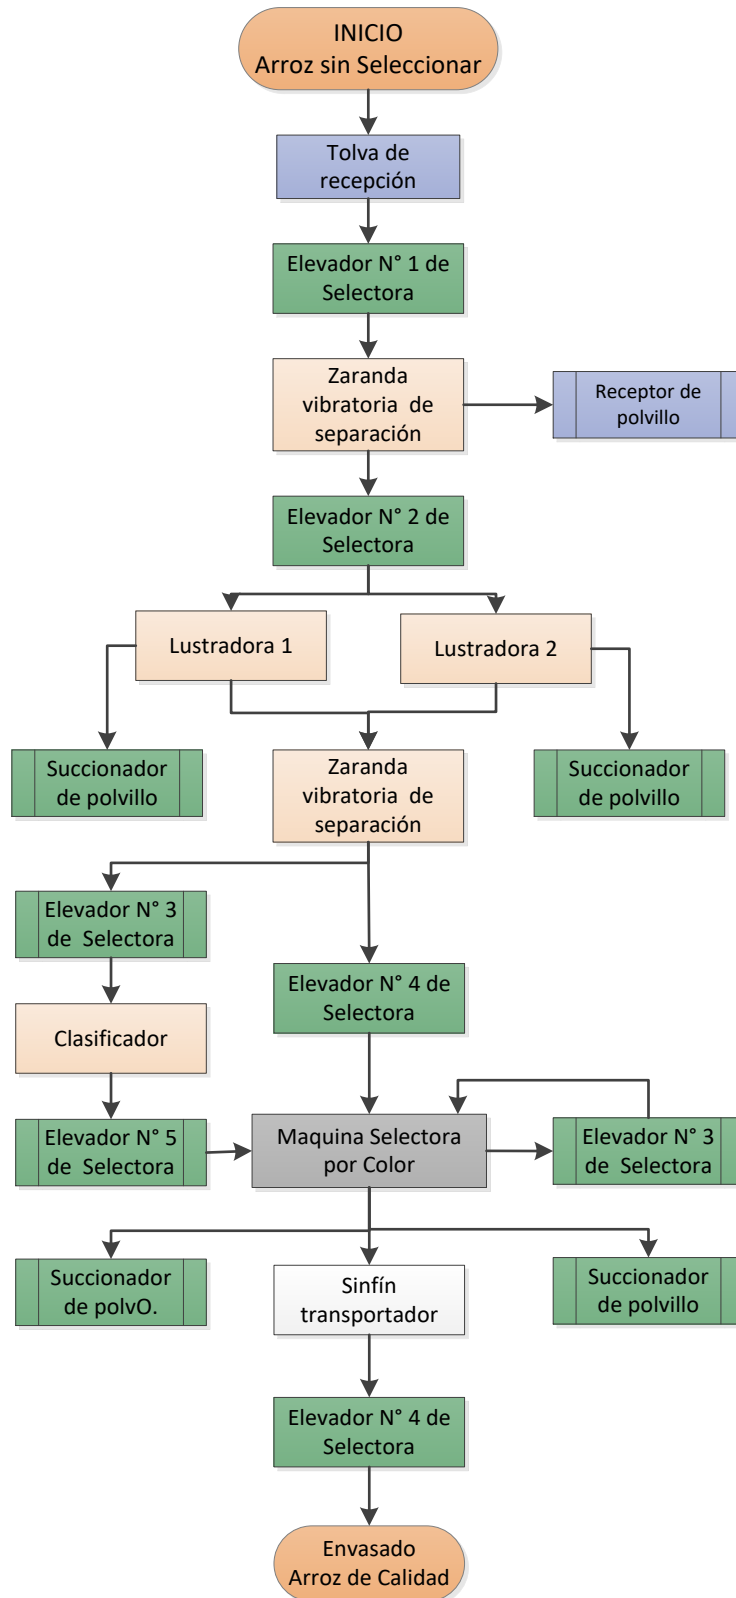 INICIO
Arroz sin Seleccionar
Tolva de
recepción
Elevador N° 1 de
Selectora
Zaranda
vibratoria de
separación
Receptor de
polvillo
Elevador N° 2 de
Selectora
Lustradora 1
Lustradora 2
Succionador
de polvillo
Zaranda
vibratoria de
separación
Succionador
de polvillo
Elevador N° 3
de Selectora
Elevador N° 4 de
Selectora
Clasificador
Elevador N° 5
de Selectora
Maquina Selectora
por Color
Elevador N° 3
de Selectora
Succionador
de polvO.
Sinfín
transportador
Succionador
de polvillo
Elevador N° 4 de
Selectora
Envasado
Arroz de Calidad